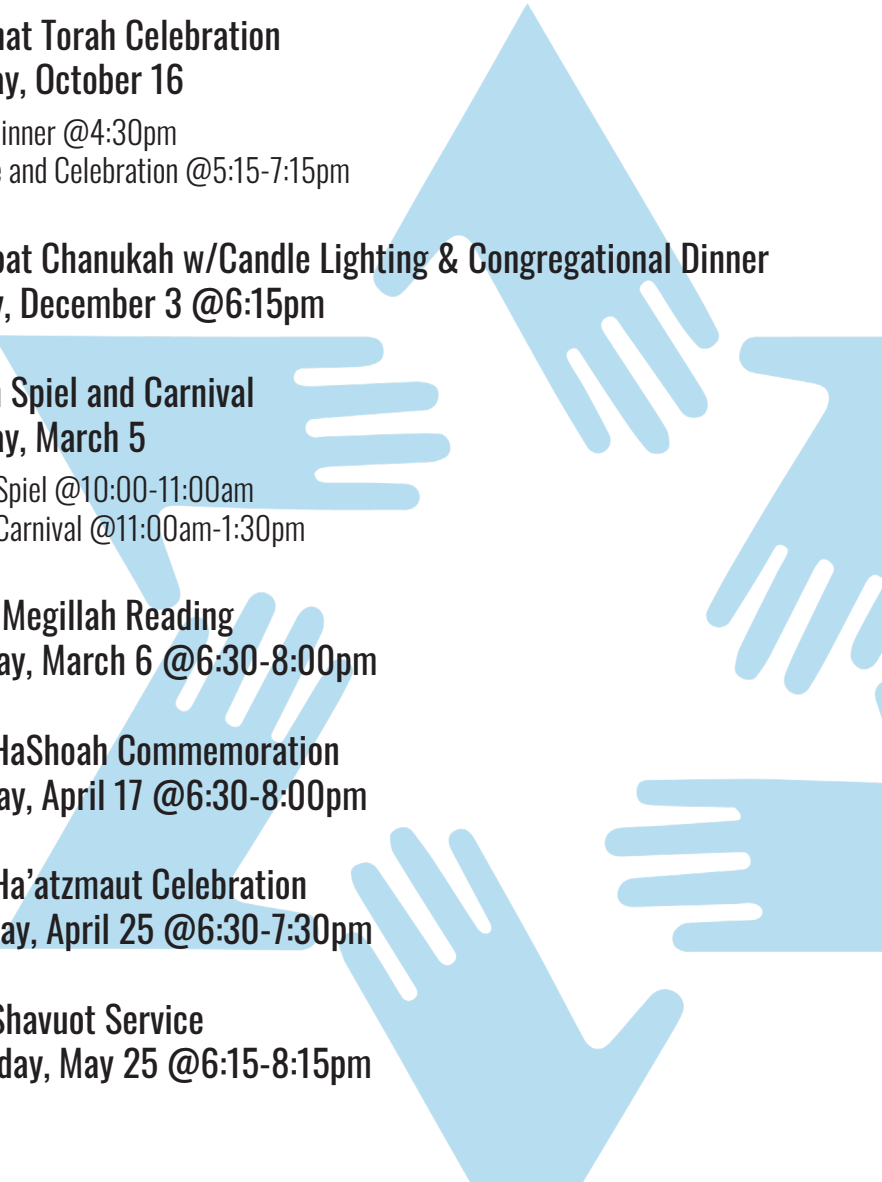 at Torah Celebration
ay, October 16
inner @4:30pm
e and Celebration @5:15-7:15pm
bat Chanukah w/Candle Lighting & Congregational Dinner
y, December 3 @6:15pm
Spiel and Carnival
ay, March 5
Spiel @10:00-11:00am
Carnival @11:00am-1:30pm
Megillah Reading
ay, March 6 @6:30-8:00pm
HaShoah Commemoration
ay, April 17 @6:30-8:00pm
Ha’atzmaut Celebration
ay, April 25 @6:30-7:30pm
Shavuot Service
day, May 25 @6:15-8:15pm